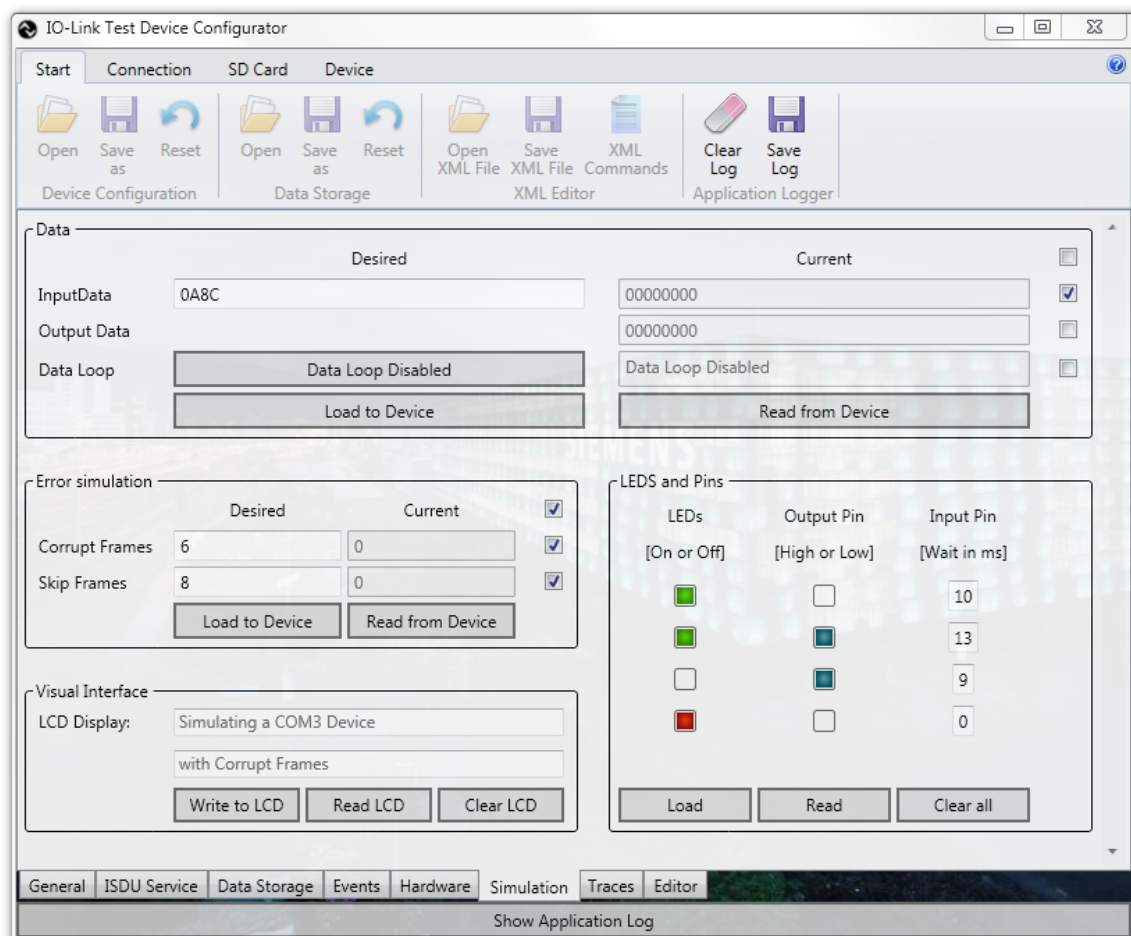 IO-Link Test Device Configurator
Start Connection SD Card Device
Open Save as Reset Open Save as Reset Open XML File Save XML File XML Commands Clear Log Save Log
Device Configuration Data Storage XML Editor Application Logger
Data
Desired Current
InputData 0A8C 00000000
Output Data 00000000
Data Loop Data Loop Disabled Data Loop Disabled
Load to Device Read from Device
SIEMENS
Error simulation
Desired Current
Corrupt Frames 6 0
Skip Frames 8 0
Load to Device Read from Device
LEDS and Pins
LEDs Output Pin Input Pin
[On or Off] [High or Low] [Wait in ms]
10
13
9
0
Load Read Clear all
Visual Interface
LCD Display: Simulating a COM3 Device
with Corrupt Frames
Write to LCD Read LCD Clear LCD
General ISDU Service Data Storage Events Hardware Simulation Traces Editor
Show Application Log